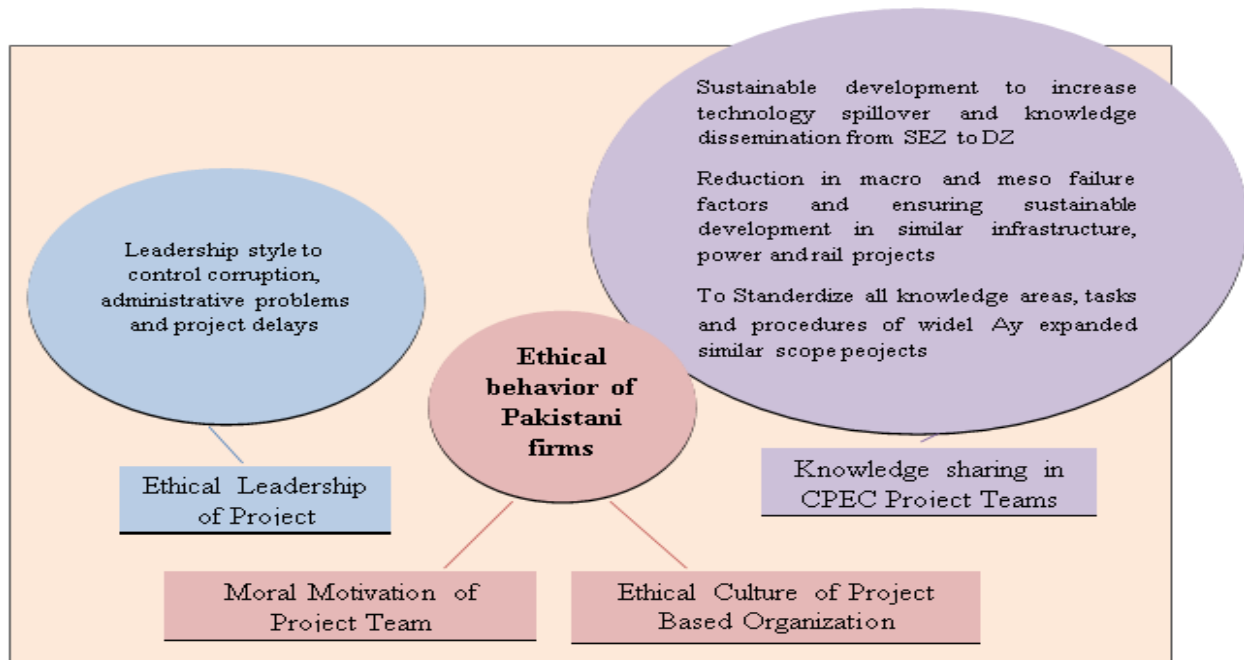 Sustainable development to increase
technology spillover and knowledge
dissemination from SEZ to DZ
Reduction in macro and meso failure
factors and ensuring sustainable
development in similar infrastructure,
power and rail projects
To Standerdize all knowledge areas, tasks
and procedures of widel Ay expanded
similar scope peojects
Leadership style to
control corruption,
administrative problems
and project delays
Ethical
behavior of
Pakistani
firms
Ethical Leadership
of Project
Knowledge sharing in
CPEC Project Teams
Moral Motivation of
Project Team
Ethical Culture of Project
Based Organization